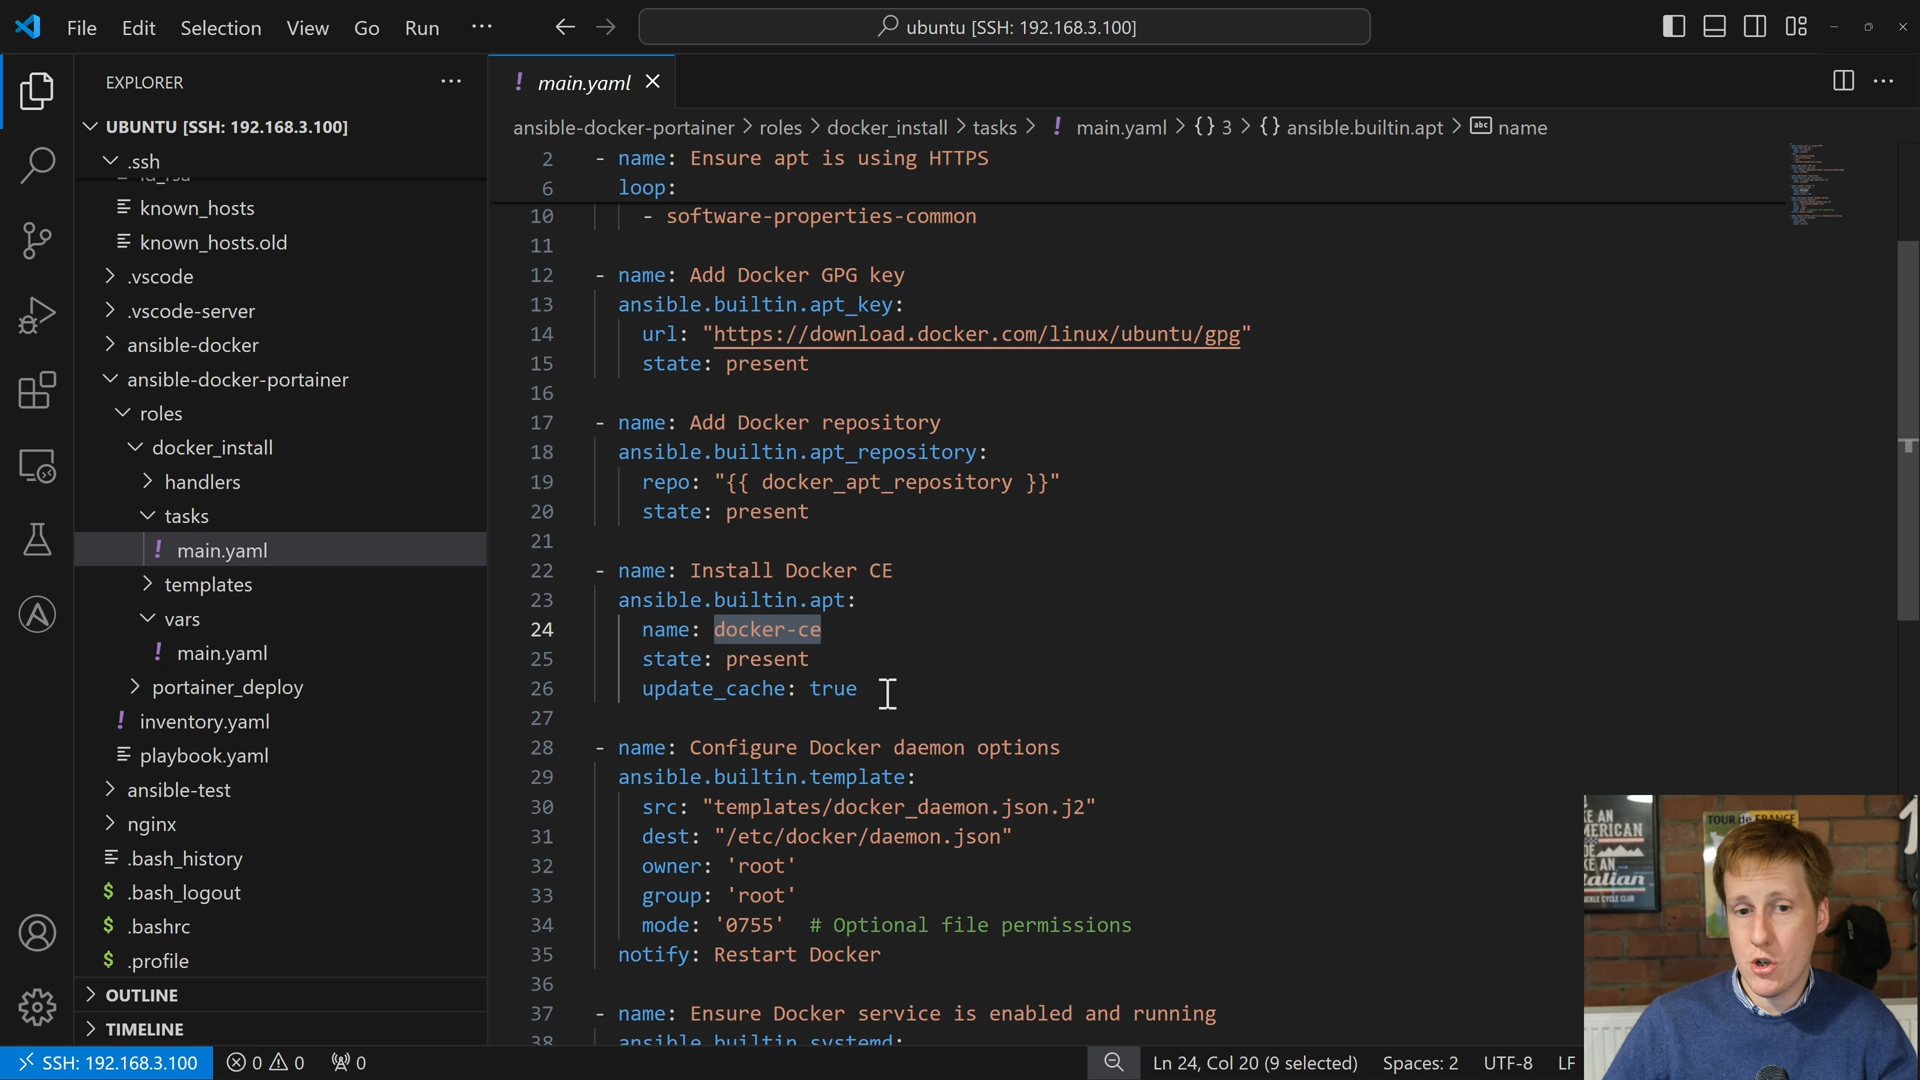 File Edit Selection View Go Run ···
ubuntu [SSH: 192.168.3.100]
EXPLORER
UBUNTU [SSH: 192.168.3.100]
.ssh
id_rsa
known_hosts
known_hosts.old
.vscode
.vscode-server
ansible-docker
ansible-docker-portainer
roles
docker_install
handlers
tasks
! main.yaml
templates
vars
! main.yaml
portainer_deploy
! inventory.yaml
playbook.yaml
ansible-test
nginx
.bash_history
$ .bash_logout
$ .bashrc
$ .profile
OUTLINE
TIMELINE
! main.yaml
ansible-docker-portainer > roles > docker_install > tasks > ! main.yaml > {} 3 > {} ansible.builtin.apt > abc name
2 - name: Ensure apt is using HTTPS
6 loop:
10 - software-properties-common
11
12 - name: Add Docker GPG key
13 ansible.builtin.apt_key:
14 url: "https://download.docker.com/linux/ubuntu/gpg"
15 state: present
16
17 - name: Add Docker repository
18 ansible.builtin.apt_repository:
19 repo: "{{ docker_apt_repository }}"
20 state: present
21
22 - name: Install Docker CE
23 ansible.builtin.apt:
24 name: docker-ce
25 state: present
26 update_cache: true
27
28 - name: Configure Docker daemon options
29 ansible.builtin.template:
30 src: "templates/docker_daemon.json.j2"
31 dest: "/etc/docker/daemon.json"
32 owner: 'root'
33 group: 'root'
34 mode: '0755' # Optional file permissions
35 notify: Restart Docker
36
37 - name: Ensure Docker service is enabled and running
38 ansible.builtin.systemd:
TOUR de FRANCE
AMERICAN
SSH: 192.168.3.100 0 0 0
Ln 24, Col 20 (9 selected) Spaces: 2 UTF-8 LF